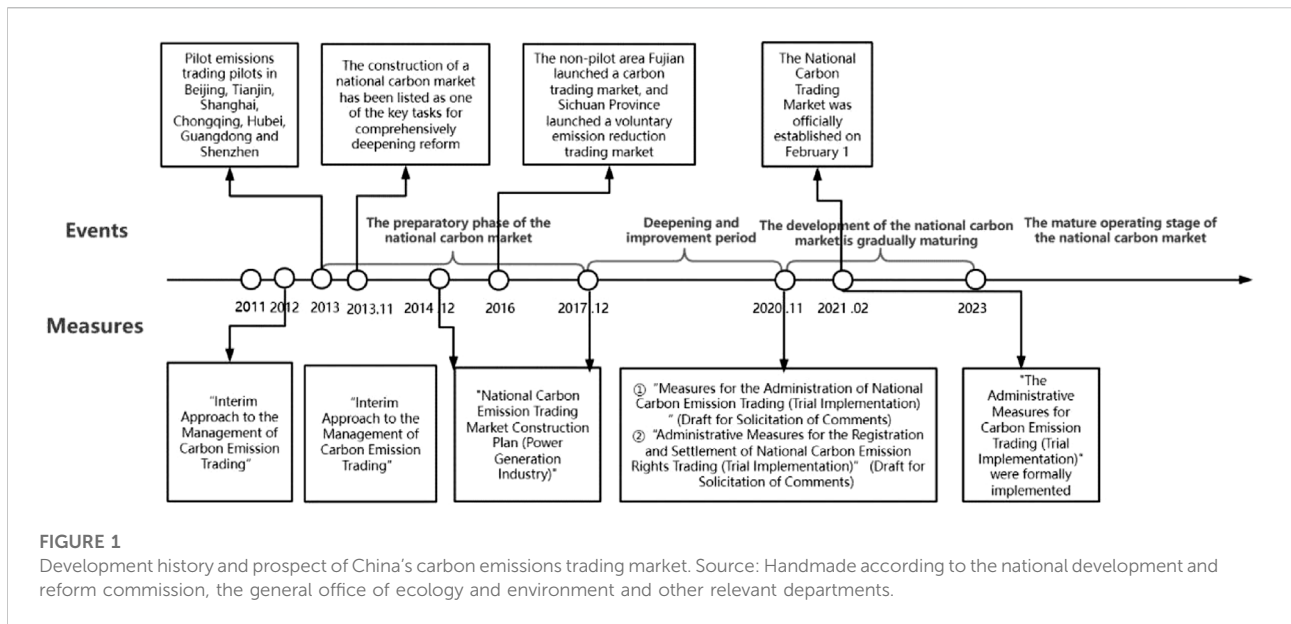 Pilot emissions
trading pilots in
Beijing, Tianjin,
Shanghai,
Chongqing, Hubei,
Guangdong and
Shenzhen
The construction of a
national carbon market
has been listed as one
of the key tasks for
comprehensively
deepening reform
The non-pilot area Fujian
launched a carbon
trading market, and
Sichuan Province
launched a voluntary
emission reduction
trading market
The National
Carbon
Trading
Market was
officially
established on
February 1
Events
The preparatory phase of the
national carbon market
Deepening and
improvement period
The development of the national carbon
market is gradually maturing
The mature operating stage of
the national carbon market
2011
2012
2013
2013.11
2014 .12
2016
2017.12
2020.11
2021 .02
2023
Measures
"Interim
Approach to the
Management of
Carbon Emission
Trading"
"Interim
Approach to the
Management of
Carbon Emission
Trading"
"National Carbon
Emission Trading
Market Construction
Plan (Power
Generation
Industry)"
① "Measures for the Administration of National
Carbon Emission Trading (Trial Implementation)
" (Draft for Solicitation of Comments)
② "Administrative Measures for the Registration
and Settlement of National Carbon Emission
Rights Trading (Trial Implementation)" (Draft for
Solicitation of Comments)
"The
Administrative
Measures for
Carbon Emission
Trading (Trial
Implementation)"
were formally
implemented
FIGURE 1
Development history and prospect of China's carbon emissions trading market. Source: Handmade according to the national development and
reform commission, the general office of ecology and environment and other relevant departments.